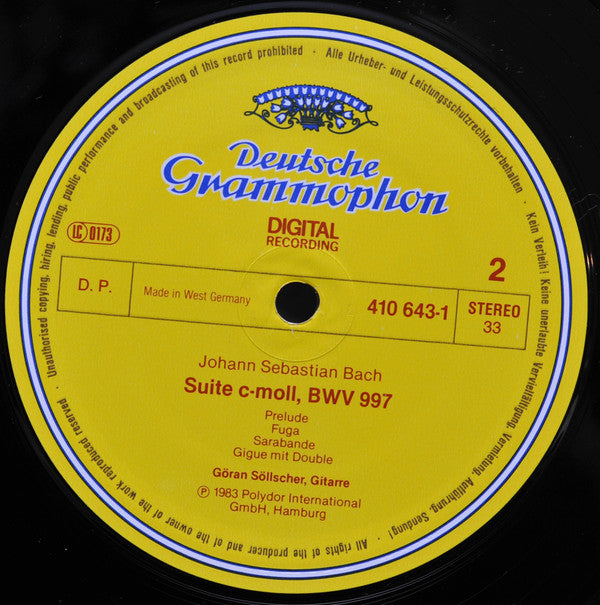 Deutsche
Grammophon
DIGITAL
RECORDING
LC 0173
2
D. P.
Made in West Germany
410 643-1
STEREO
33
Johann Sebastian Bach
Suite c-moll, BWV 997
Prelude
Fuga
Sarabande
Gigue mit Double
Göran Söllscher, Gitarre
℗ 1983 Polydor International
GmbH, Hamburg
Alle Urheber- und Leistungsschutzrechte vorbehalten · Kein Verleih! Keine unerlaubte Vervielfältigung, Vermietung, Aufführung, Sendung!
All rights of the producer and of the owner of the work reproduced reserved · Unauthorised copying, hiring, lending, public performance and broadcasting of this record prohibited ·